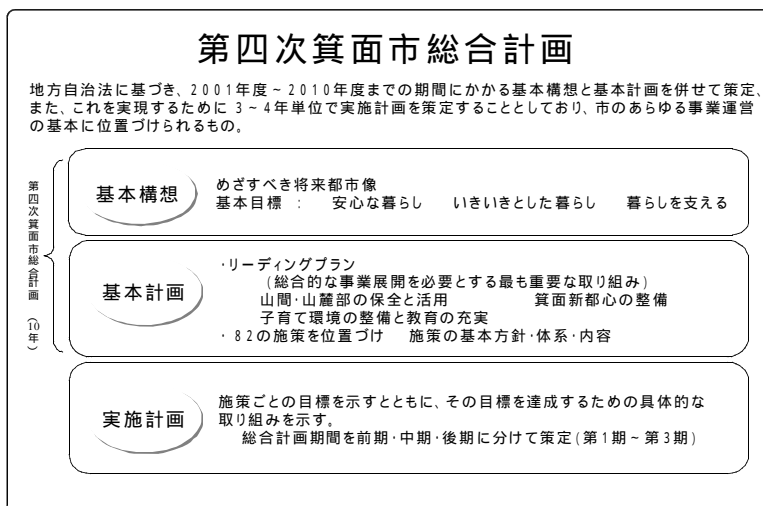 第四次箕面市総合計画
地方自治法に基づき、2001年度~2010年度までの期間にかかる基本構想と基本計画を併せて策定、
また、これを実現するために 3~4年単位で実施計画を策定することとしており、市のあらゆる事業運営
の基本に位置づけられるもの。
第四次箕面市総合計画 (10年)
基本構想
めざすべき将来都市像
基本目標 : 安心な暮らし いきいきとした暮らし 暮らしを支える
基本計画
・リーディングプラン
(総合的な事業展開を必要とする最も重要な取り組み)
山間・山麓部の保全と活用 箕面新都心の整備
子育て環境の整備と教育の充実
・82の施策を位置づけ 施策の基本方針・体系・内容
実施計画
施策ごとの目標を示すとともに、その目標を達成するための具体的な
取り組みを示す。
総合計画期間を前期・中期・後期に分けて策定(第1期~第3期)